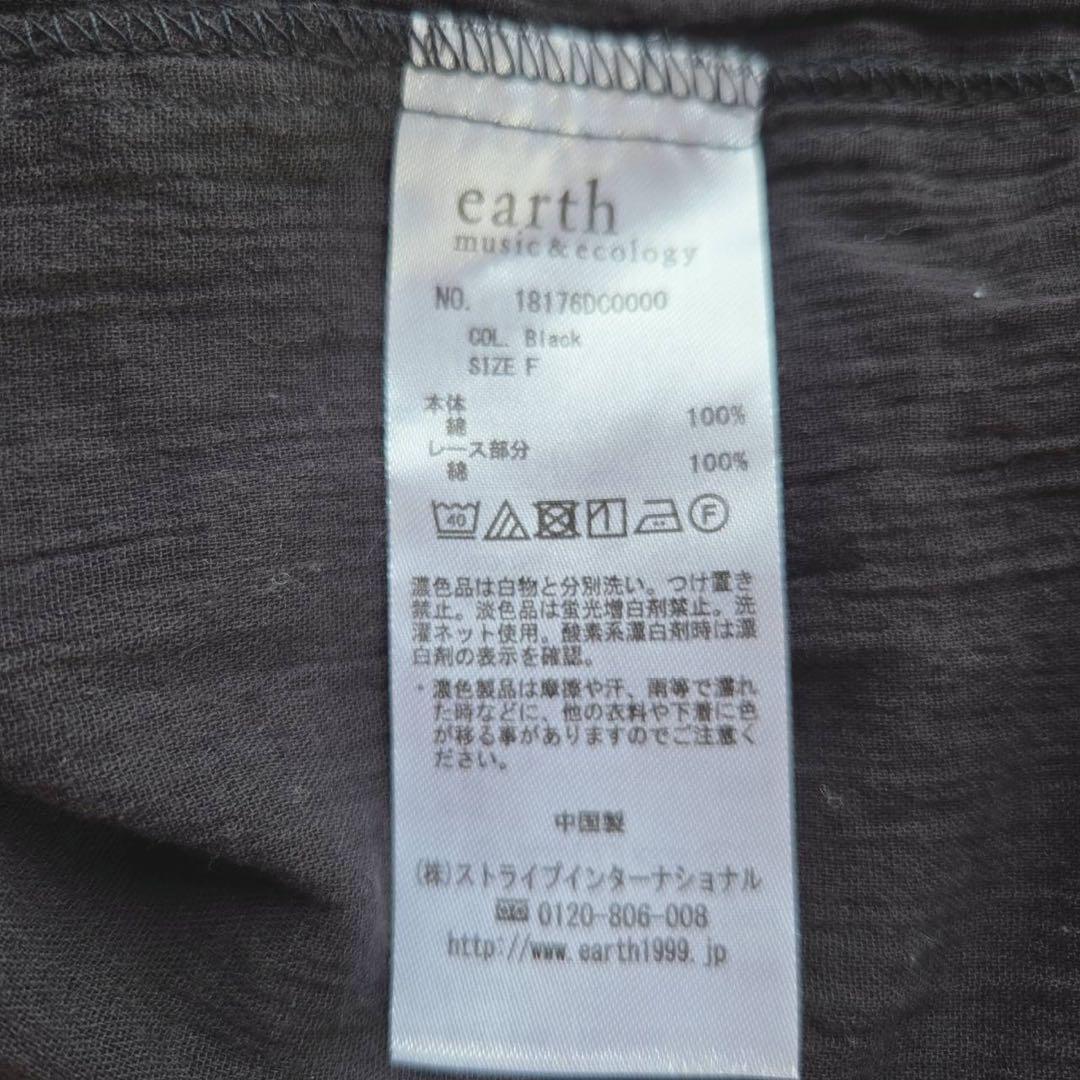 earth
music & ecology
NO. 18176DC0000
COL. Black
SIZE F
本体
綿 100%
レース部分
綿 100%
40
F
濃色品は白物と分別洗い。つけ置き
禁止。淡色品は蛍光増白剤禁止。洗
濯ネット使用。酸素系漂白剤時は漂
白剤の表示を確認。
・濃色製品は摩擦や汗、雨等で濡れ
た時などに、他の衣料や下着に色
が移る事がありますのでご注意く
ださい。
中国製
(株)ストライプインターナショナル
0120-806-008
http://www.earth1999.jp